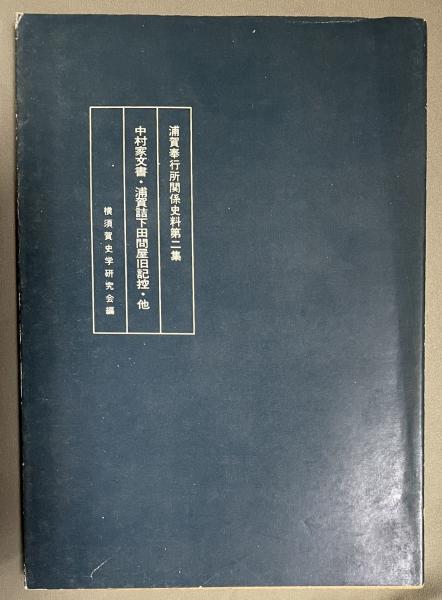 浦賀奉行所関係史料第二集
中村家文書・浦賀詰下田問屋旧記控・他
横須賀史学研究会編